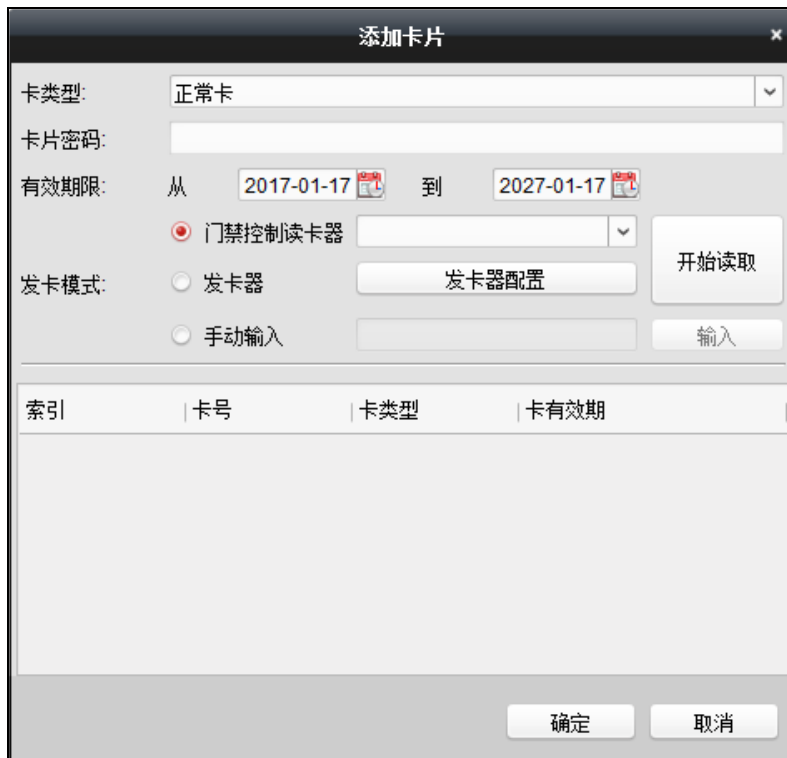 添加卡片 ×
卡类型: 正常卡
卡片密码:
有效期限: 从 2017-01-17 到 2027-01-17
门禁控制读卡器
开始读取
发卡模式: 发卡器 发卡器配置
手动输入 输入
索引 卡号 卡类型 卡有效期
确定 取消